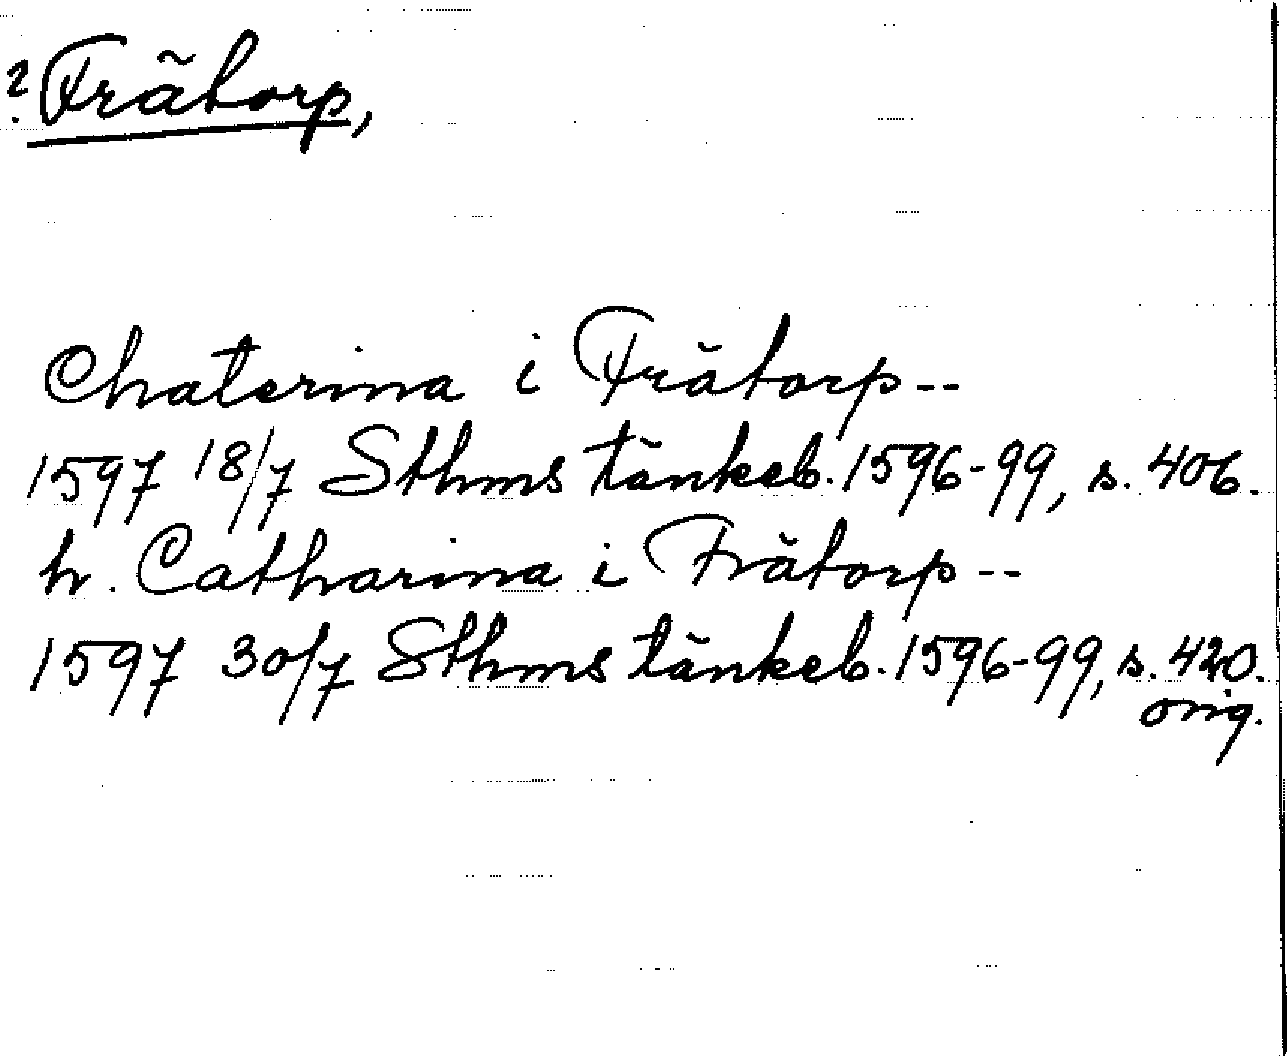 ? Frätorp,
Chaterina i Frätorp--
1597 18/7 Sthms tänkeb. 1596-99, s. 406.
h. Catharina i Frätorp--
1597 30/7 Sthms tänkeb. 1596-99, s. 420.
orig.